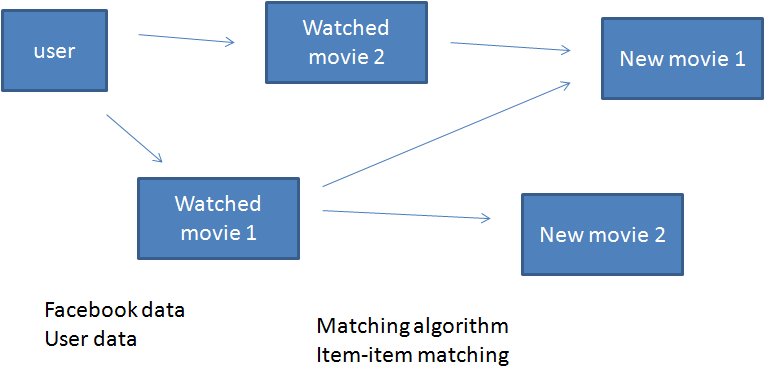 user
Watched
movie 2
New movie 1
Watched
movie 1
New movie 2
Facebook data
User data
Matching algorithm
Item-item matching